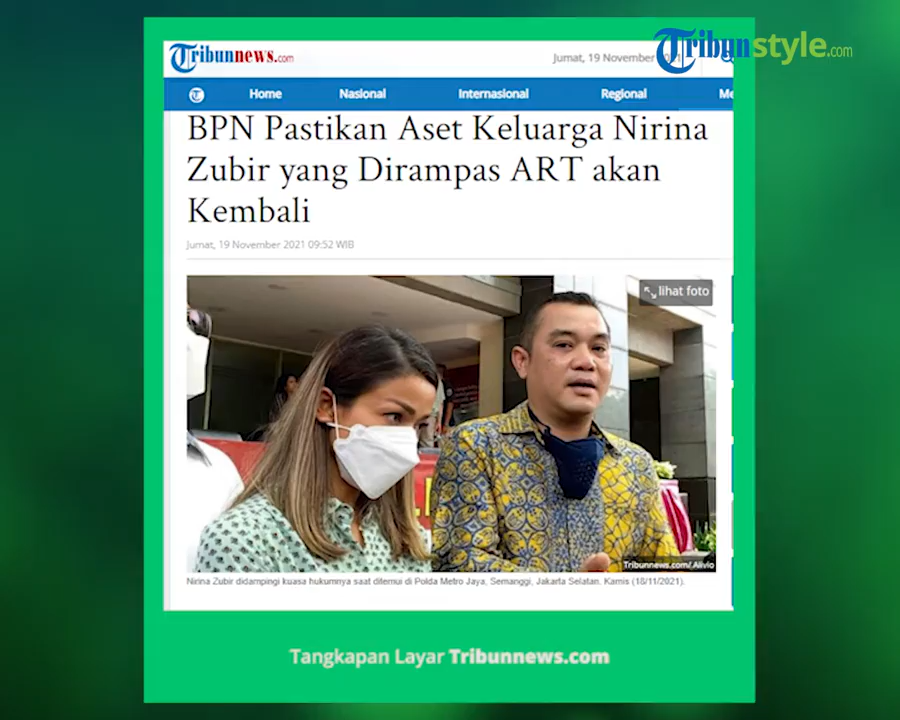 Tribunnews.com
Jumat, 19 November
Tribunstyle.com
Home Nasional Internasional Regional Me
BPN Pastikan Aset Keluarga Nirina
Zubir yang Dirampas ART akan
Kembali
Jumat, 19 November 2021 09:52 WIB
lihat foto
Tribunnews.com/ Alivio
Nirina Zubir didampingi kuasa hukumnya saat ditemui di Polda Metro Jaya, Semanggi, Jakarta Selatan. Kamis (18/11/2021).
Tangkapan Layar Tribunnews.com